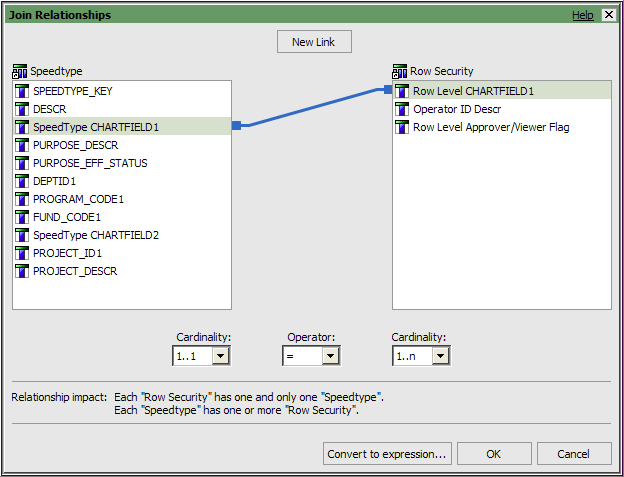 Join Relationships Help
New Link
Speedtype Row Security
SPEEDTYPE_KEY
DESCR
SpeedType CHARTFIELD1
PURPOSE_DESCR
PURPOSE_EFF_STATUS
DEPTID1
PROGRAM_CODE1
FUND_CODE1
SpeedType CHARTFIELD2
PROJECT_ID1
PROJECT_DESCR
Row Level CHARTFIELD1
Operator ID Descr
Row Level Approver/Viewer Flag
Cardinality: Operator: Cardinality:
1..1 = 1..n
Relationship impact: Each "Row Security" has one and only one "Speedtype".
Each "Speedtype" has one or more "Row Security".
Convert to expression... OK Cancel